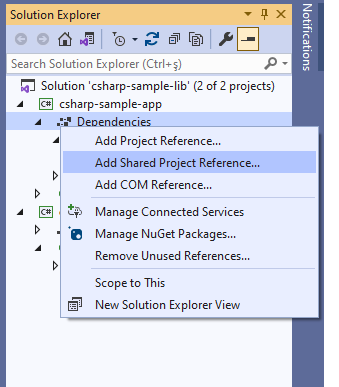 Solution Explorer
Search Solution Explorer (Ctrl+ş)
Solution 'csharp-sample-lib' (2 of 2 projects)
C# csharp-sample-app
Dependencies
Add Project Reference...
Add Shared Project Reference...
Add COM Reference...
C#
Manage Connected Services
Manage NuGet Packages...
Remove Unused References...
Scope to This
New Solution Explorer View
Notifications